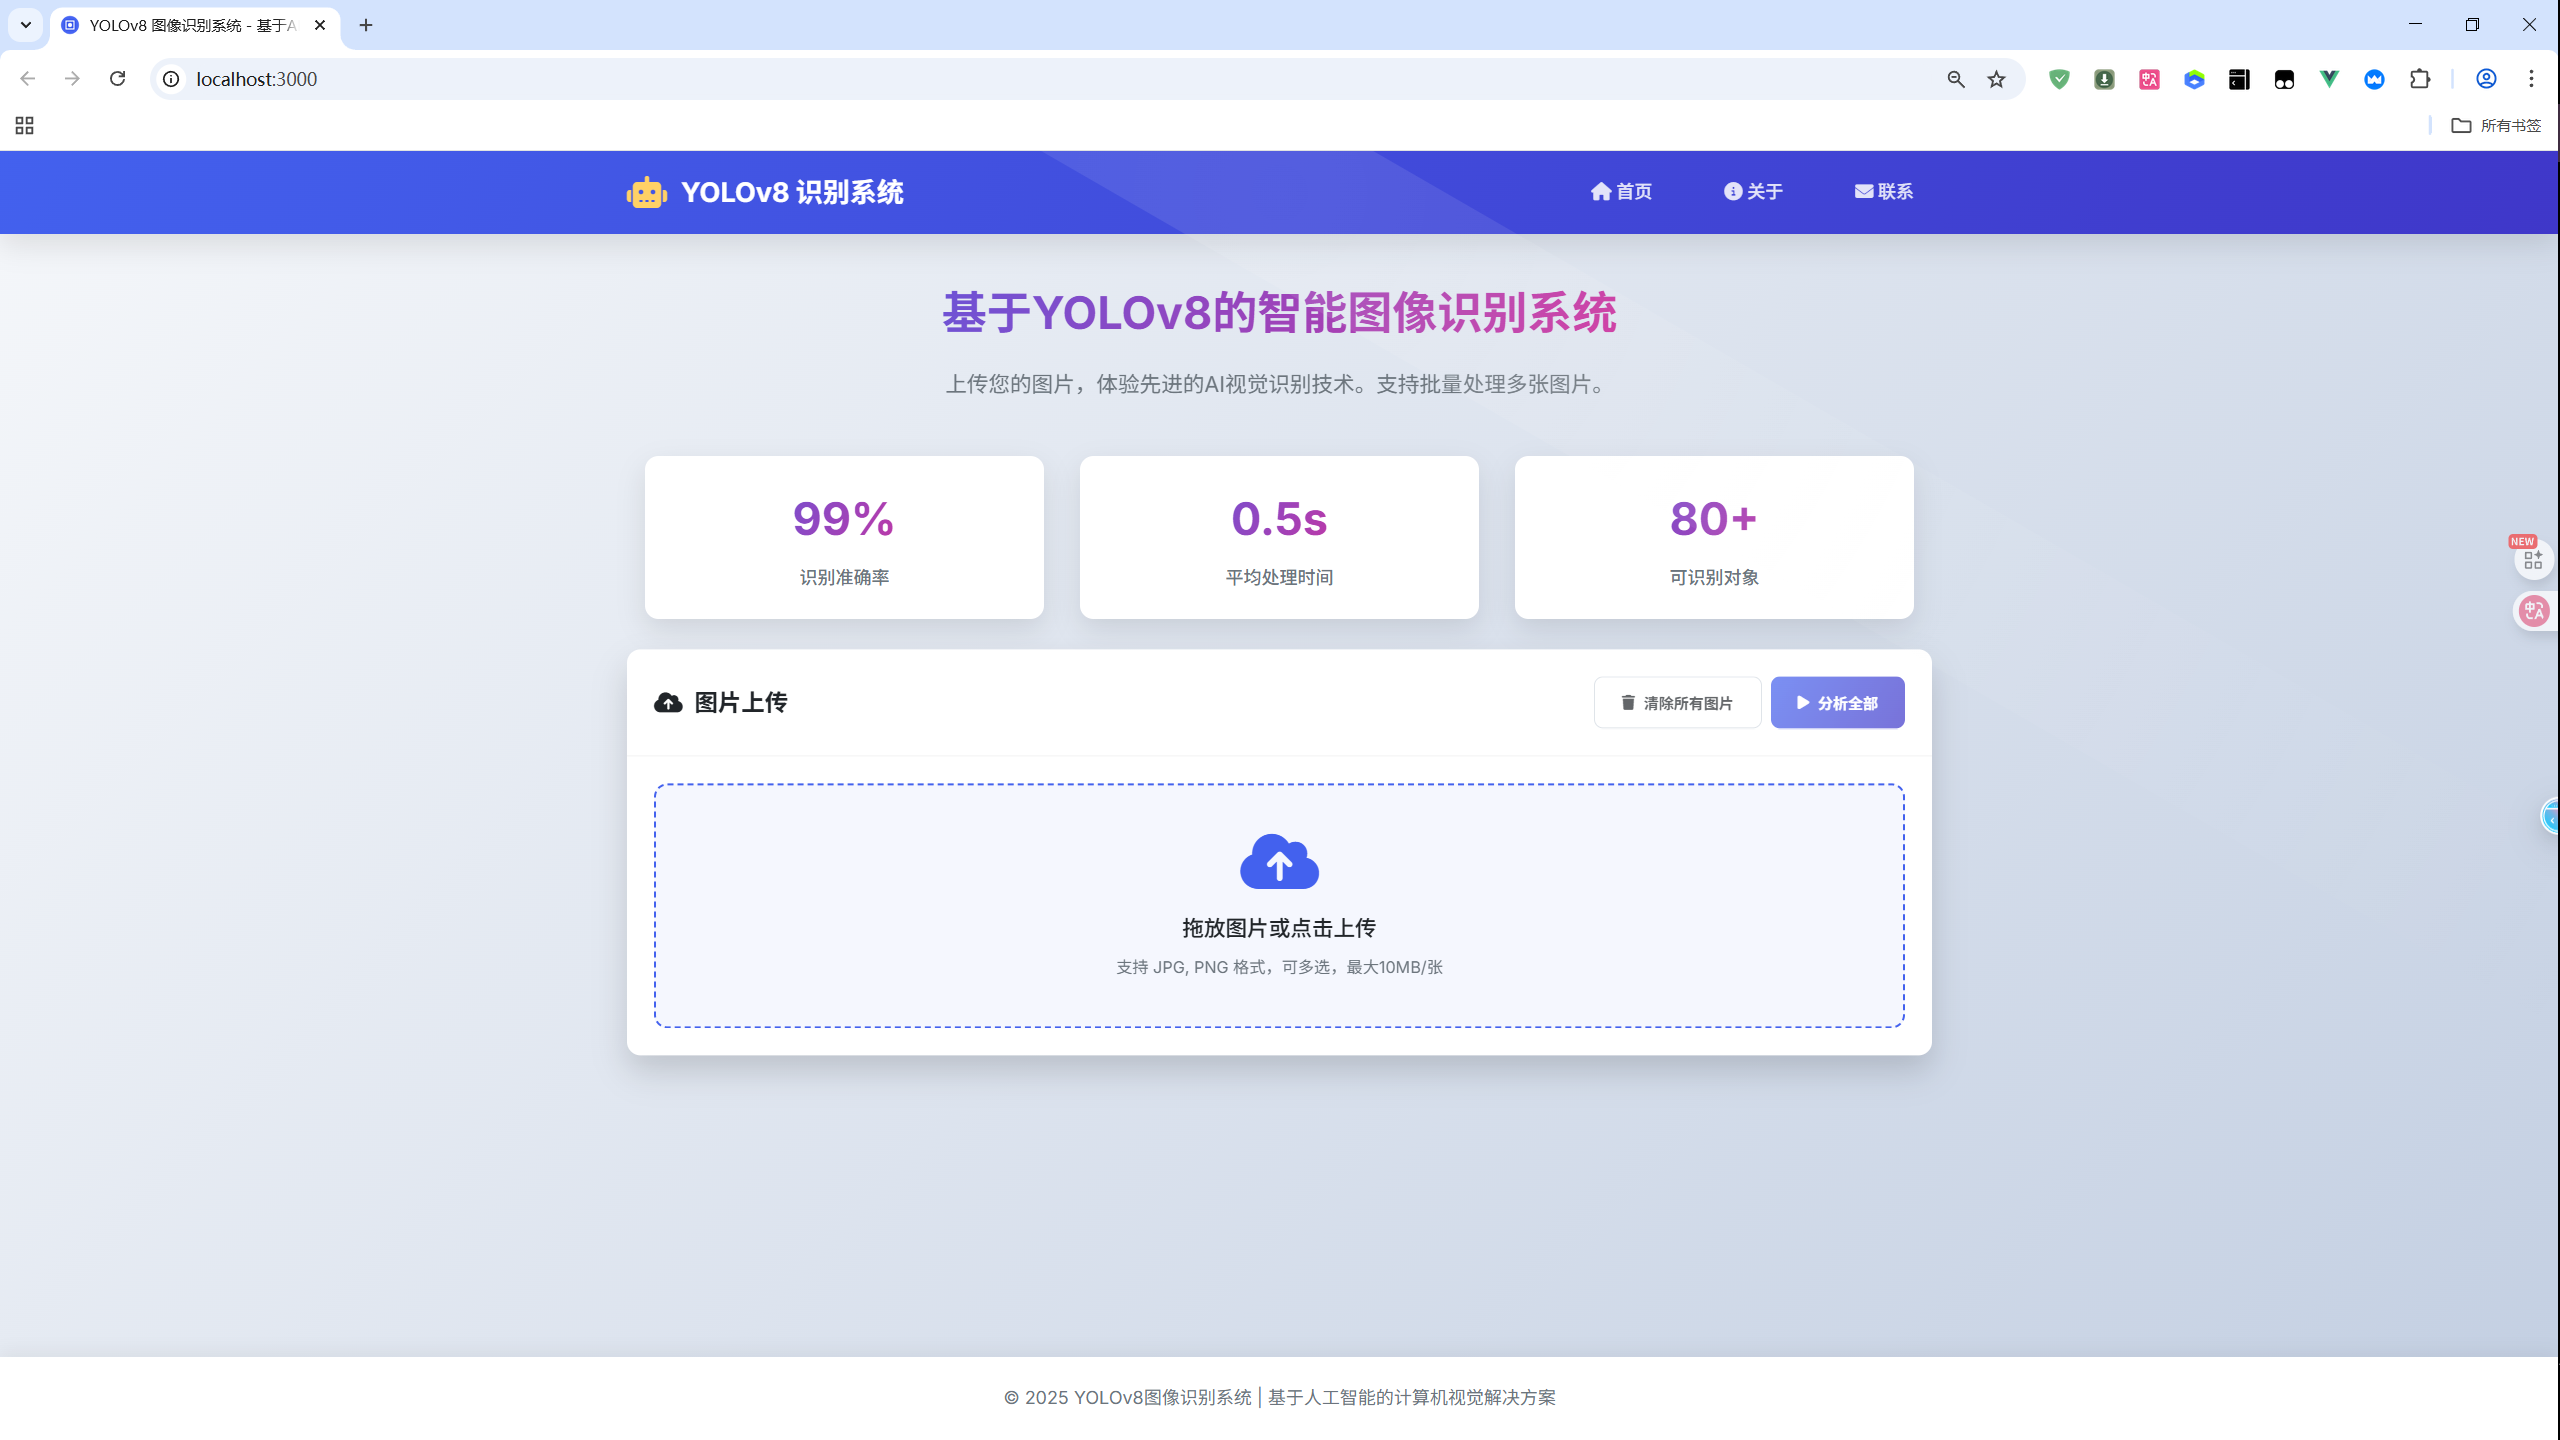 YOLOv8 图像识别系统 - 基于A
localhost:3000
所有书签
YOLOv8 识别系统
首页
关于
联系
基于YOLOv8的智能图像识别系统
上传您的图片，体验先进的AI视觉识别技术。支持批量处理多张图片。
99%
识别准确率
0.5s
平均处理时间
80+
可识别对象
NEW
中A
图片上传
清除所有图片
分析全部
拖放图片或点击上传
支持 JPG, PNG 格式，可多选，最大10MB/张
© 2025 YOLOv8图像识别系统 | 基于人工智能的计算机视觉解决方案